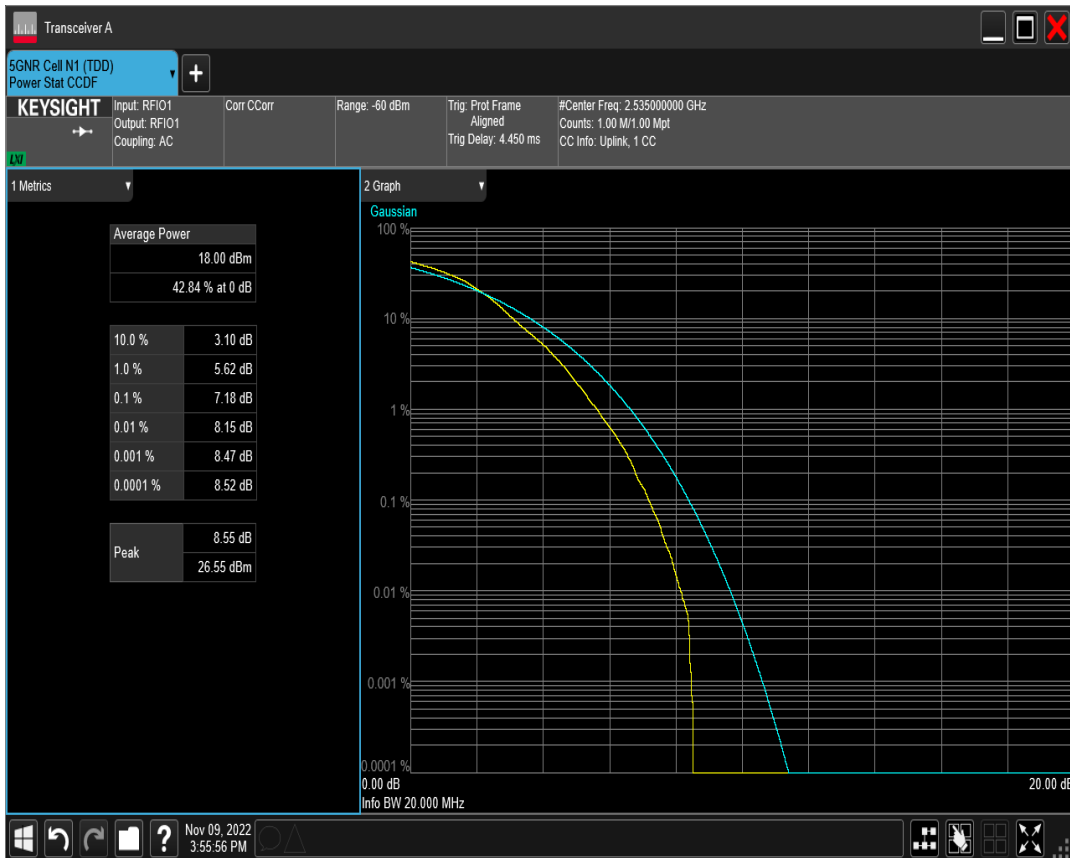 Transceiver A
5GNR Cell N1 (TDD)
Power Stat CCDF
+
KEYSIGHT
LXI
Input: RFIO1
Output: RFIO1
Coupling: AC
Corr CCorr
Range: -60 dBm
Trig: Prot Frame
Aligned
Trig Delay: 4.450 ms
#Center Freq: 2.535000000 GHz
Counts: 1.00 M/1.00 Mpt
CC Info: Uplink, 1 CC
1 Metrics
Average Power
18.00 dBm
42.84 % at 0 dB
10.0 % 3.10 dB
1.0 % 5.62 dB
0.1 % 7.18 dB
0.01 % 8.15 dB
0.001 % 8.47 dB
0.0001 % 8.52 dB
Peak
8.55 dB
26.55 dBm
2 Graph
Gaussian
100 %
10 %
1 %
0.1 %
0.01 %
0.001 %
0.0001 %
0.00 dB
20.00 dB
Info BW 20.000 MHz
?
Nov 09, 2022
3:55:56 PM